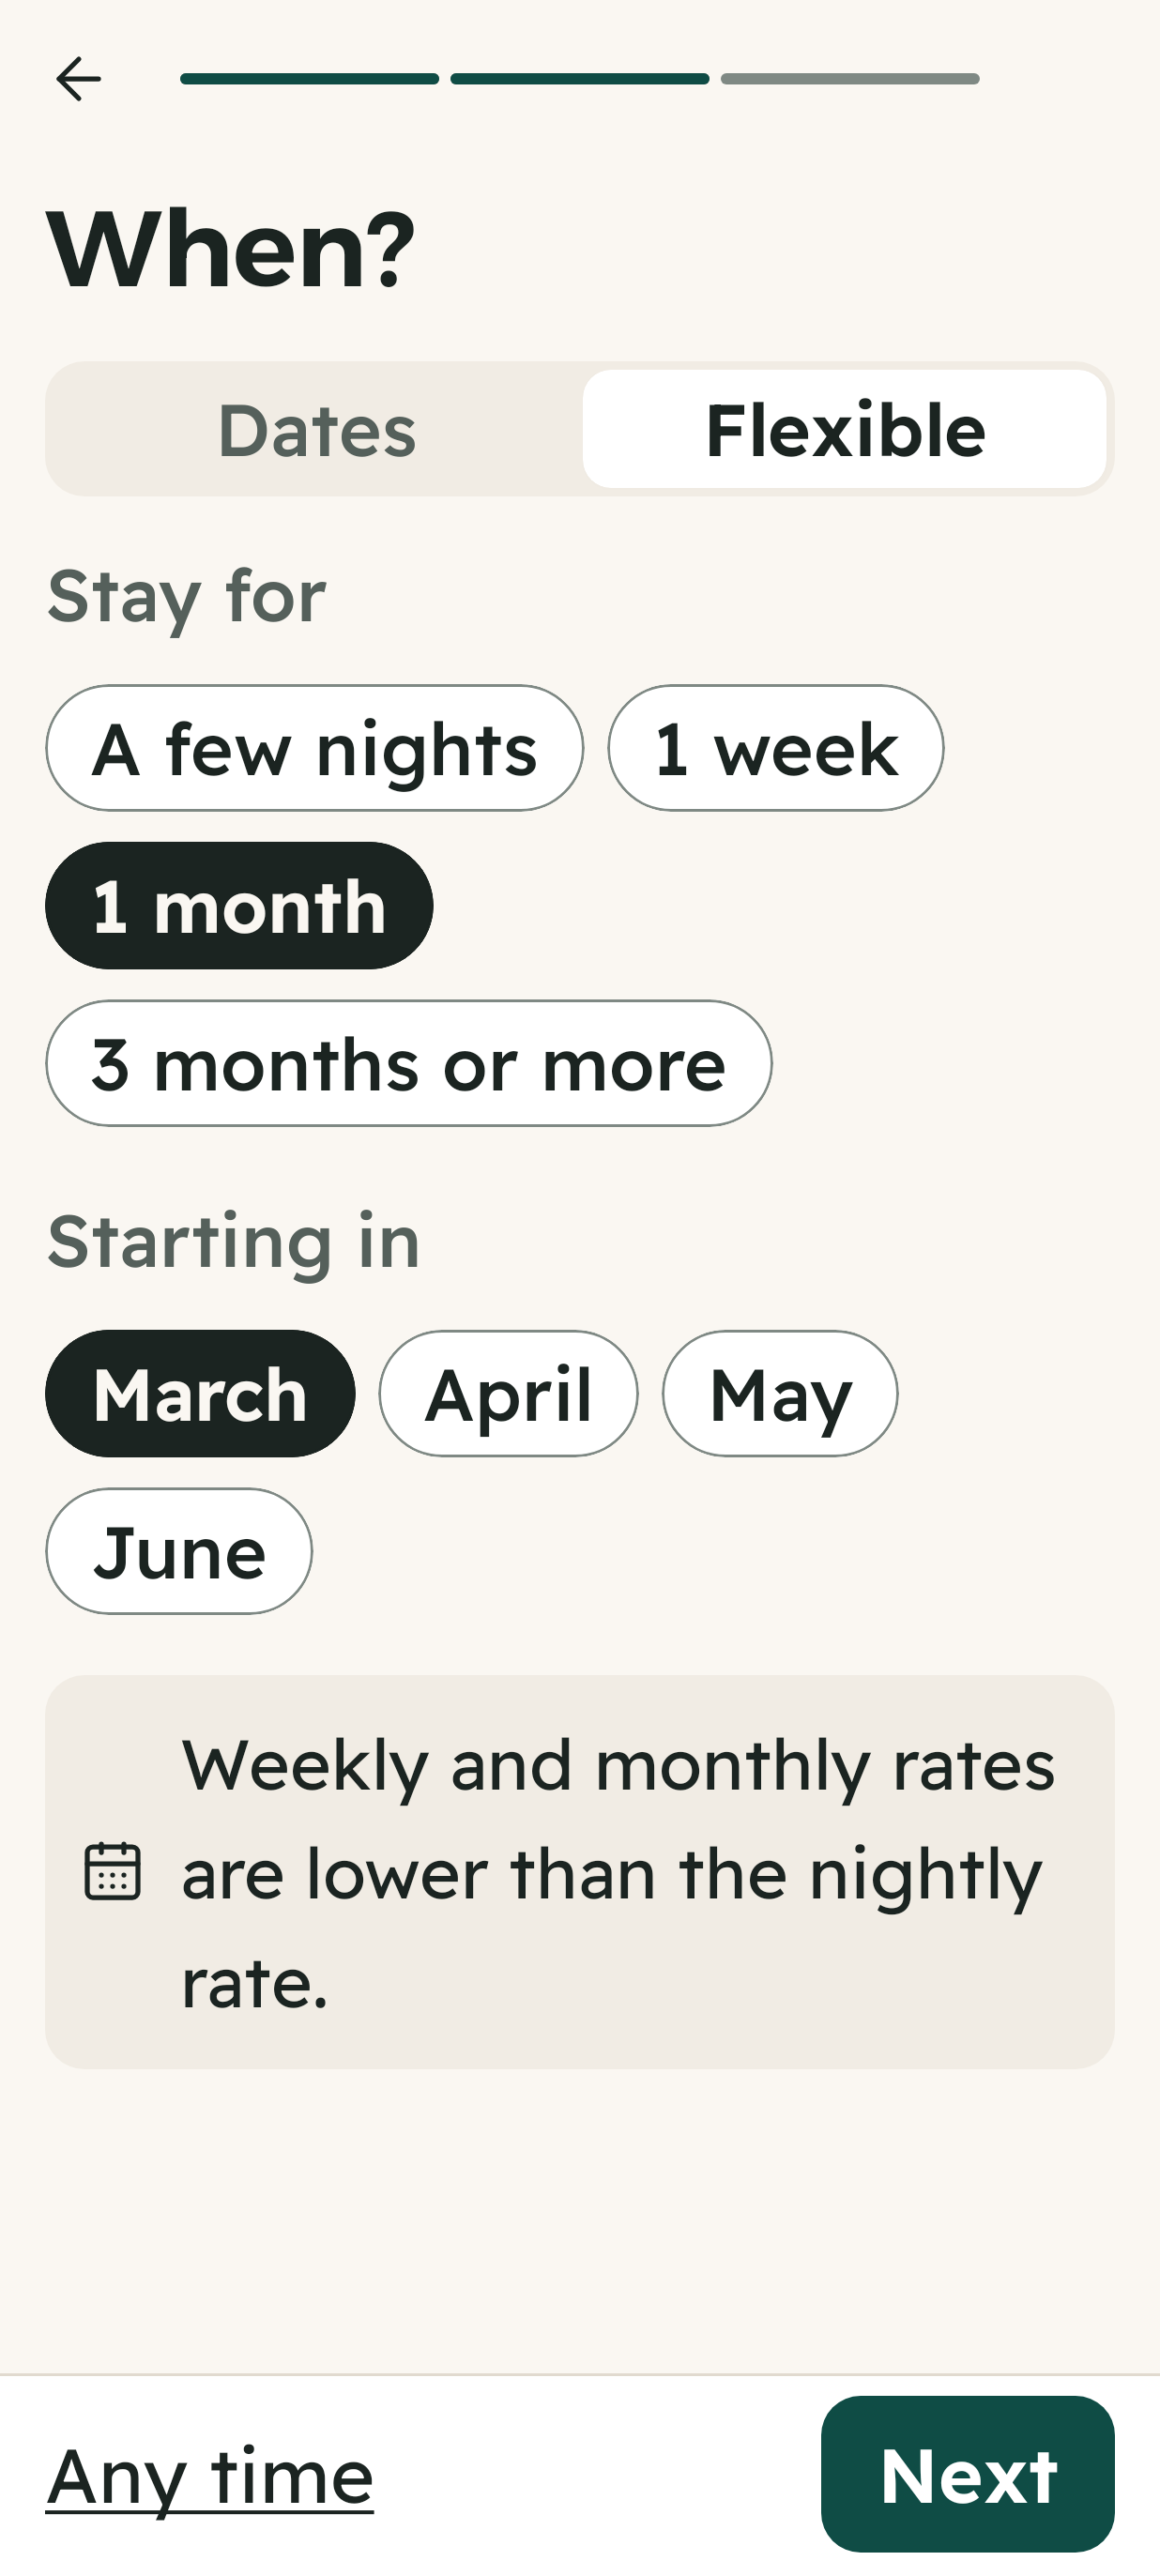 When?
Dates Flexible
Stay for
A few nights 1 week
1 month
3 months or more
Starting in
March April May
June
Weekly and monthly rates
are lower than the nightly
rate.
Any time Next